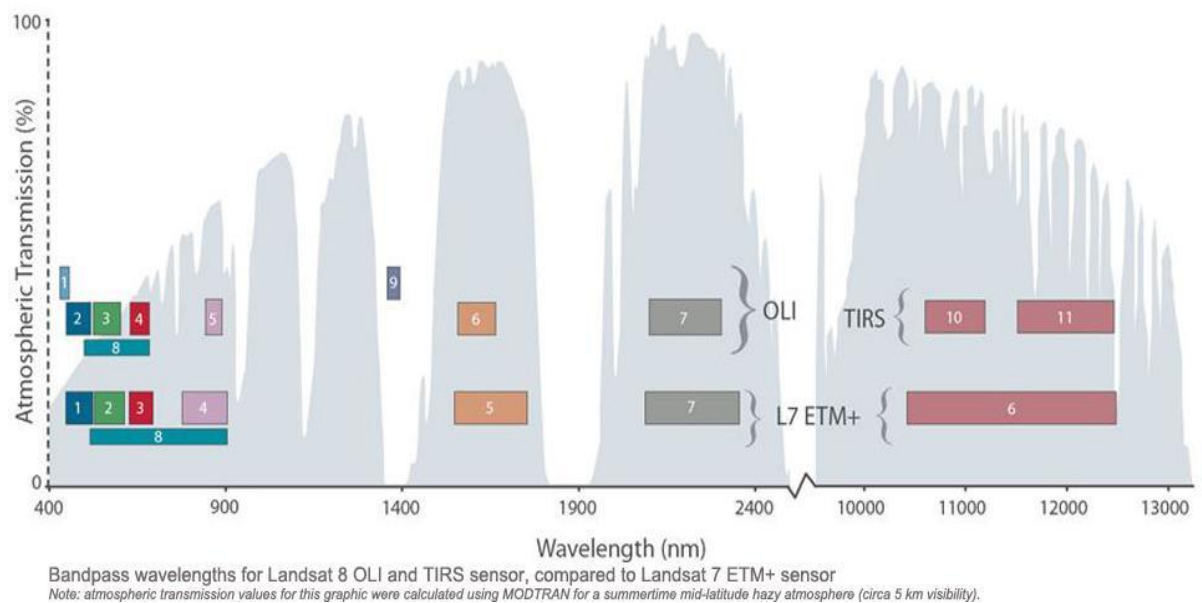 100
Atmospheric Transmission (%)
0
1
9
2 3 4 5 6 7 OLI TIRS 10 11
8
1 2 3 4 5 7 L7 ETM+ 6
8
400 900 1400 1900 2400 10000 11000 12000 13000
Wavelength (nm)
Bandpass wavelengths for Landsat 8 OLI and TIRS sensor, compared to Landsat 7 ETM+ sensor
Note: atmospheric transmission values for this graphic were calculated using MODTRAN for a summertime mid-latitude hazy atmosphere (circa 5 km visibility).